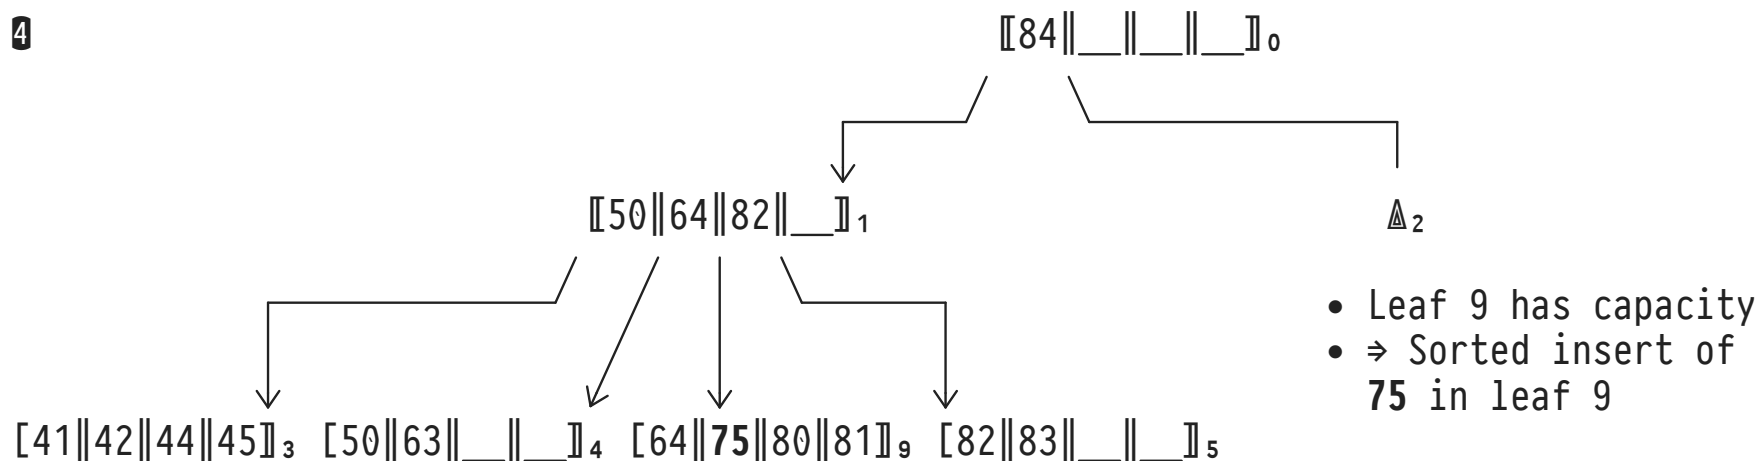 4
⟦84‖__‖__‖__⟧₀
⟦50‖64‖82‖__⟧₁
◬₂
• Leaf 9 has capacity
• ⇒ Sorted insert of
75 in leaf 9
[41‖42‖44‖45⟧₃ [50‖63‖__‖__⟧₄ [64‖75‖80‖81⟧₉ [82‖83‖__‖__⟧₅